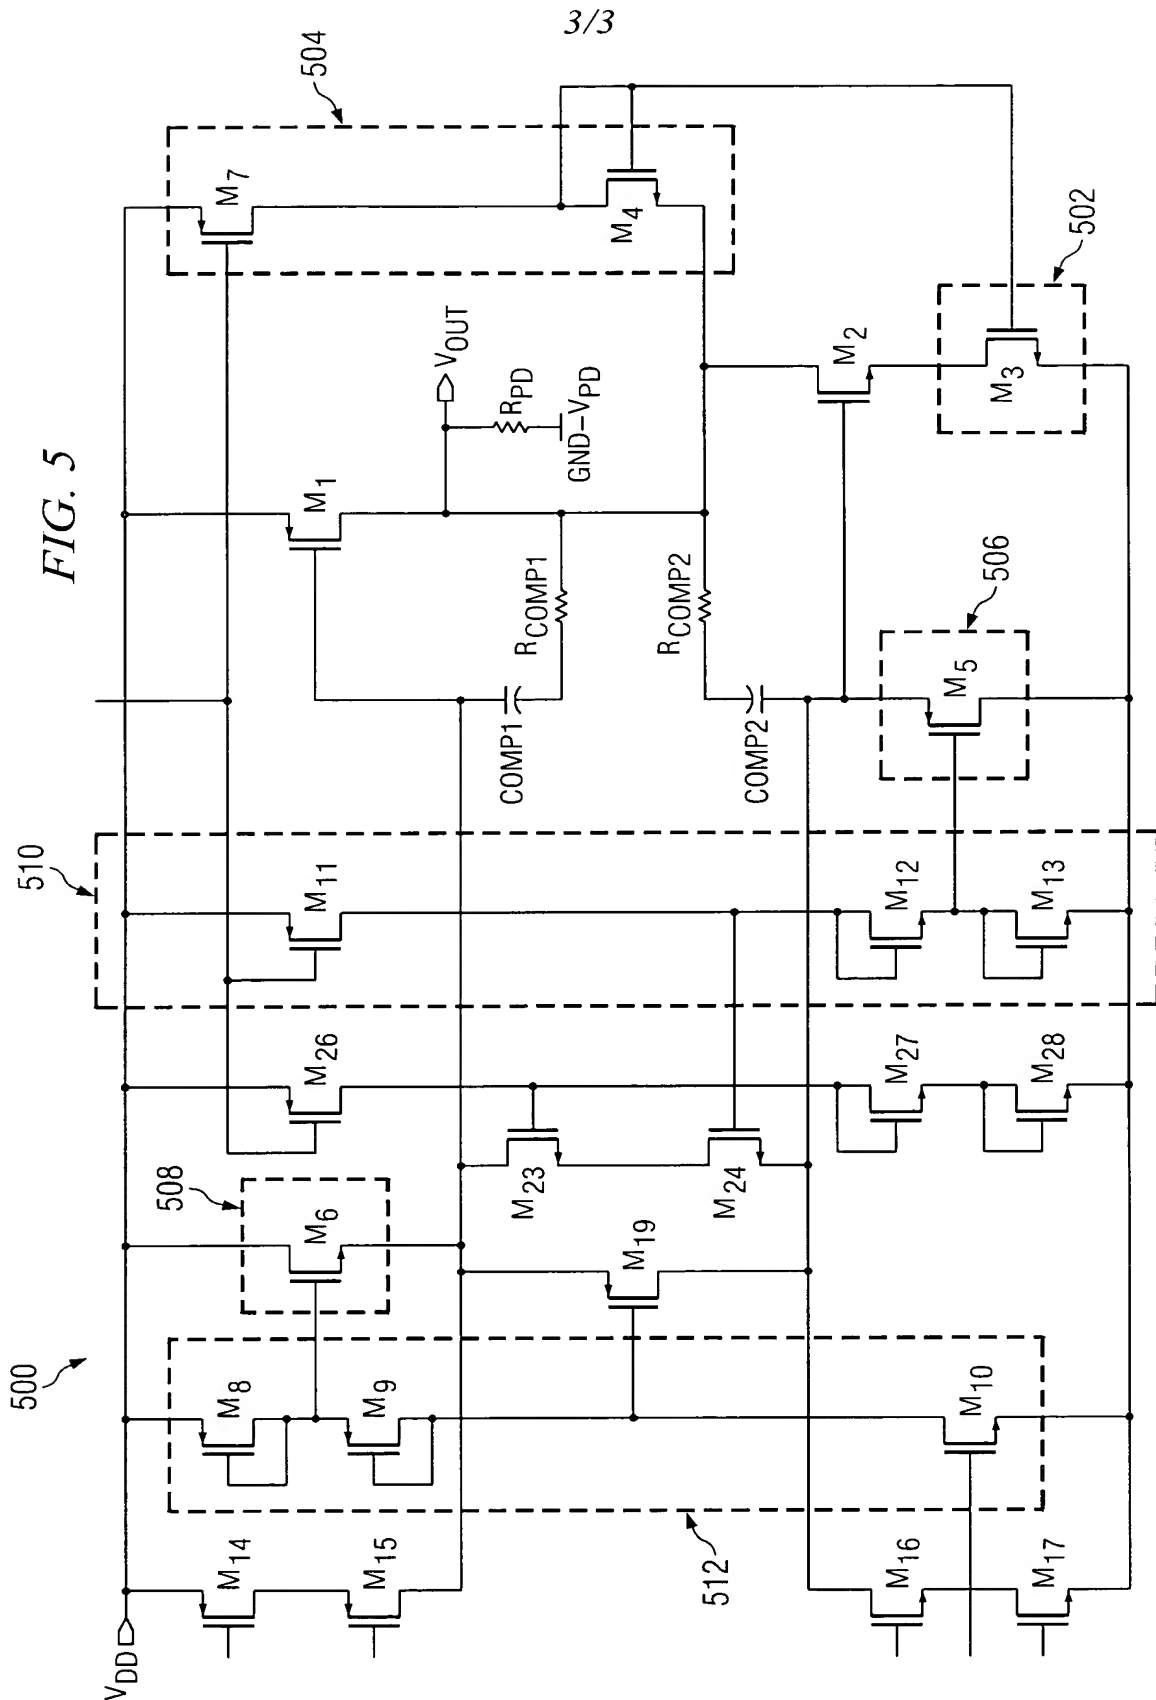 3/3
FIG. 5
500
502
504
506
508
510
512
VDD
M14
M15
M8
M9
M6
M26
M11
M1
M7
M4
VOUT
RPD
GND–VPD
COMP1
RCOMP1
COMP2
RCOMP2
M19
M23
M24
M10
M16
M17
M27
M28
M12
M13
M5
M2
M3